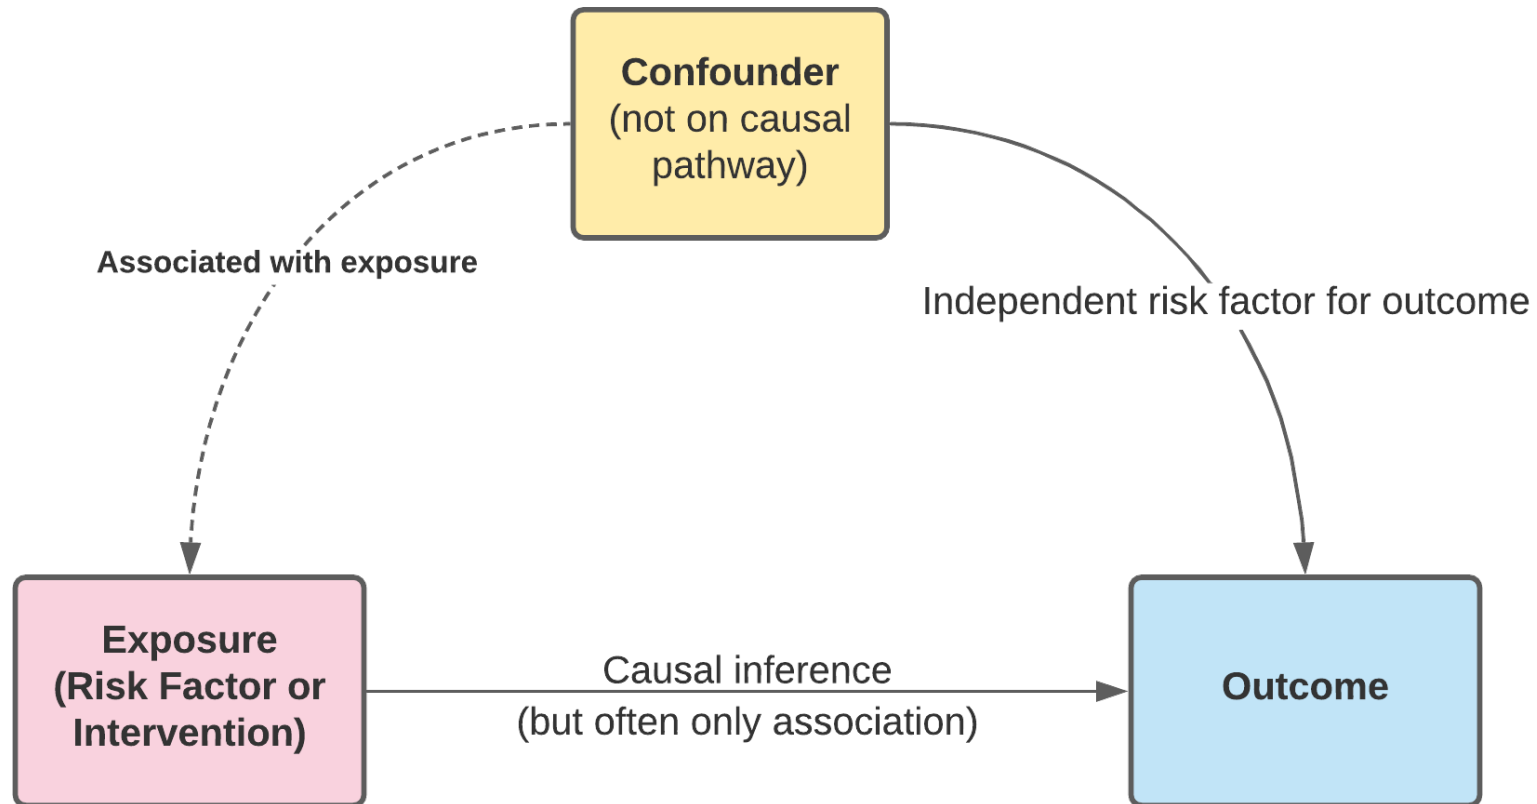 Confounder
(not on causal
pathway)
Associated with exposure
Independent risk factor for outcome
Exposure
(Risk Factor or
Intervention)
Causal inference
(but often only association)
Outcome